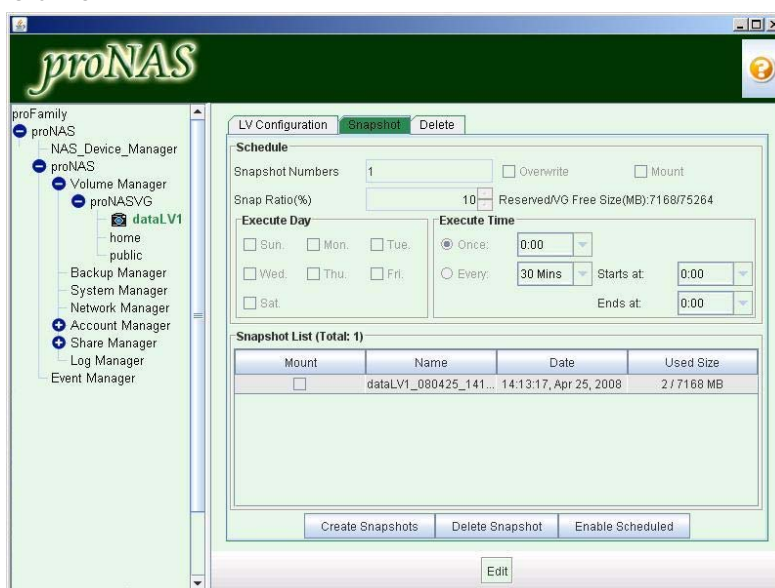 proNAS
proFamily
proNAS
NAS_Device_Manager
proNAS
Volume Manager
proNASVG
dataLV1
home
public
Backup Manager
System Manager
Network Manager
Account Manager
Share Manager
Log Manager
Event Manager
LV Configuration Snapshot Delete
Schedule
Snapshot Numbers 1 Overwrite Mount
Snap Ratio(%) 10 Reserved/VG Free Size(MB):7168/75264
Execute Day Execute Time
Sun. Mon. Tue. Once: 0:00
Wed. Thu. Fri. Every: 30 Mins Starts at: 0:00
Sat. Ends at: 0:00
Snapshot List (Total: 1)
Mount Name Date Used Size
dataLV1_080425_141... 14:13:17, Apr 25, 2008 2 / 7168 MB
Create Snapshots Delete Snapshot Enable Scheduled
Edit